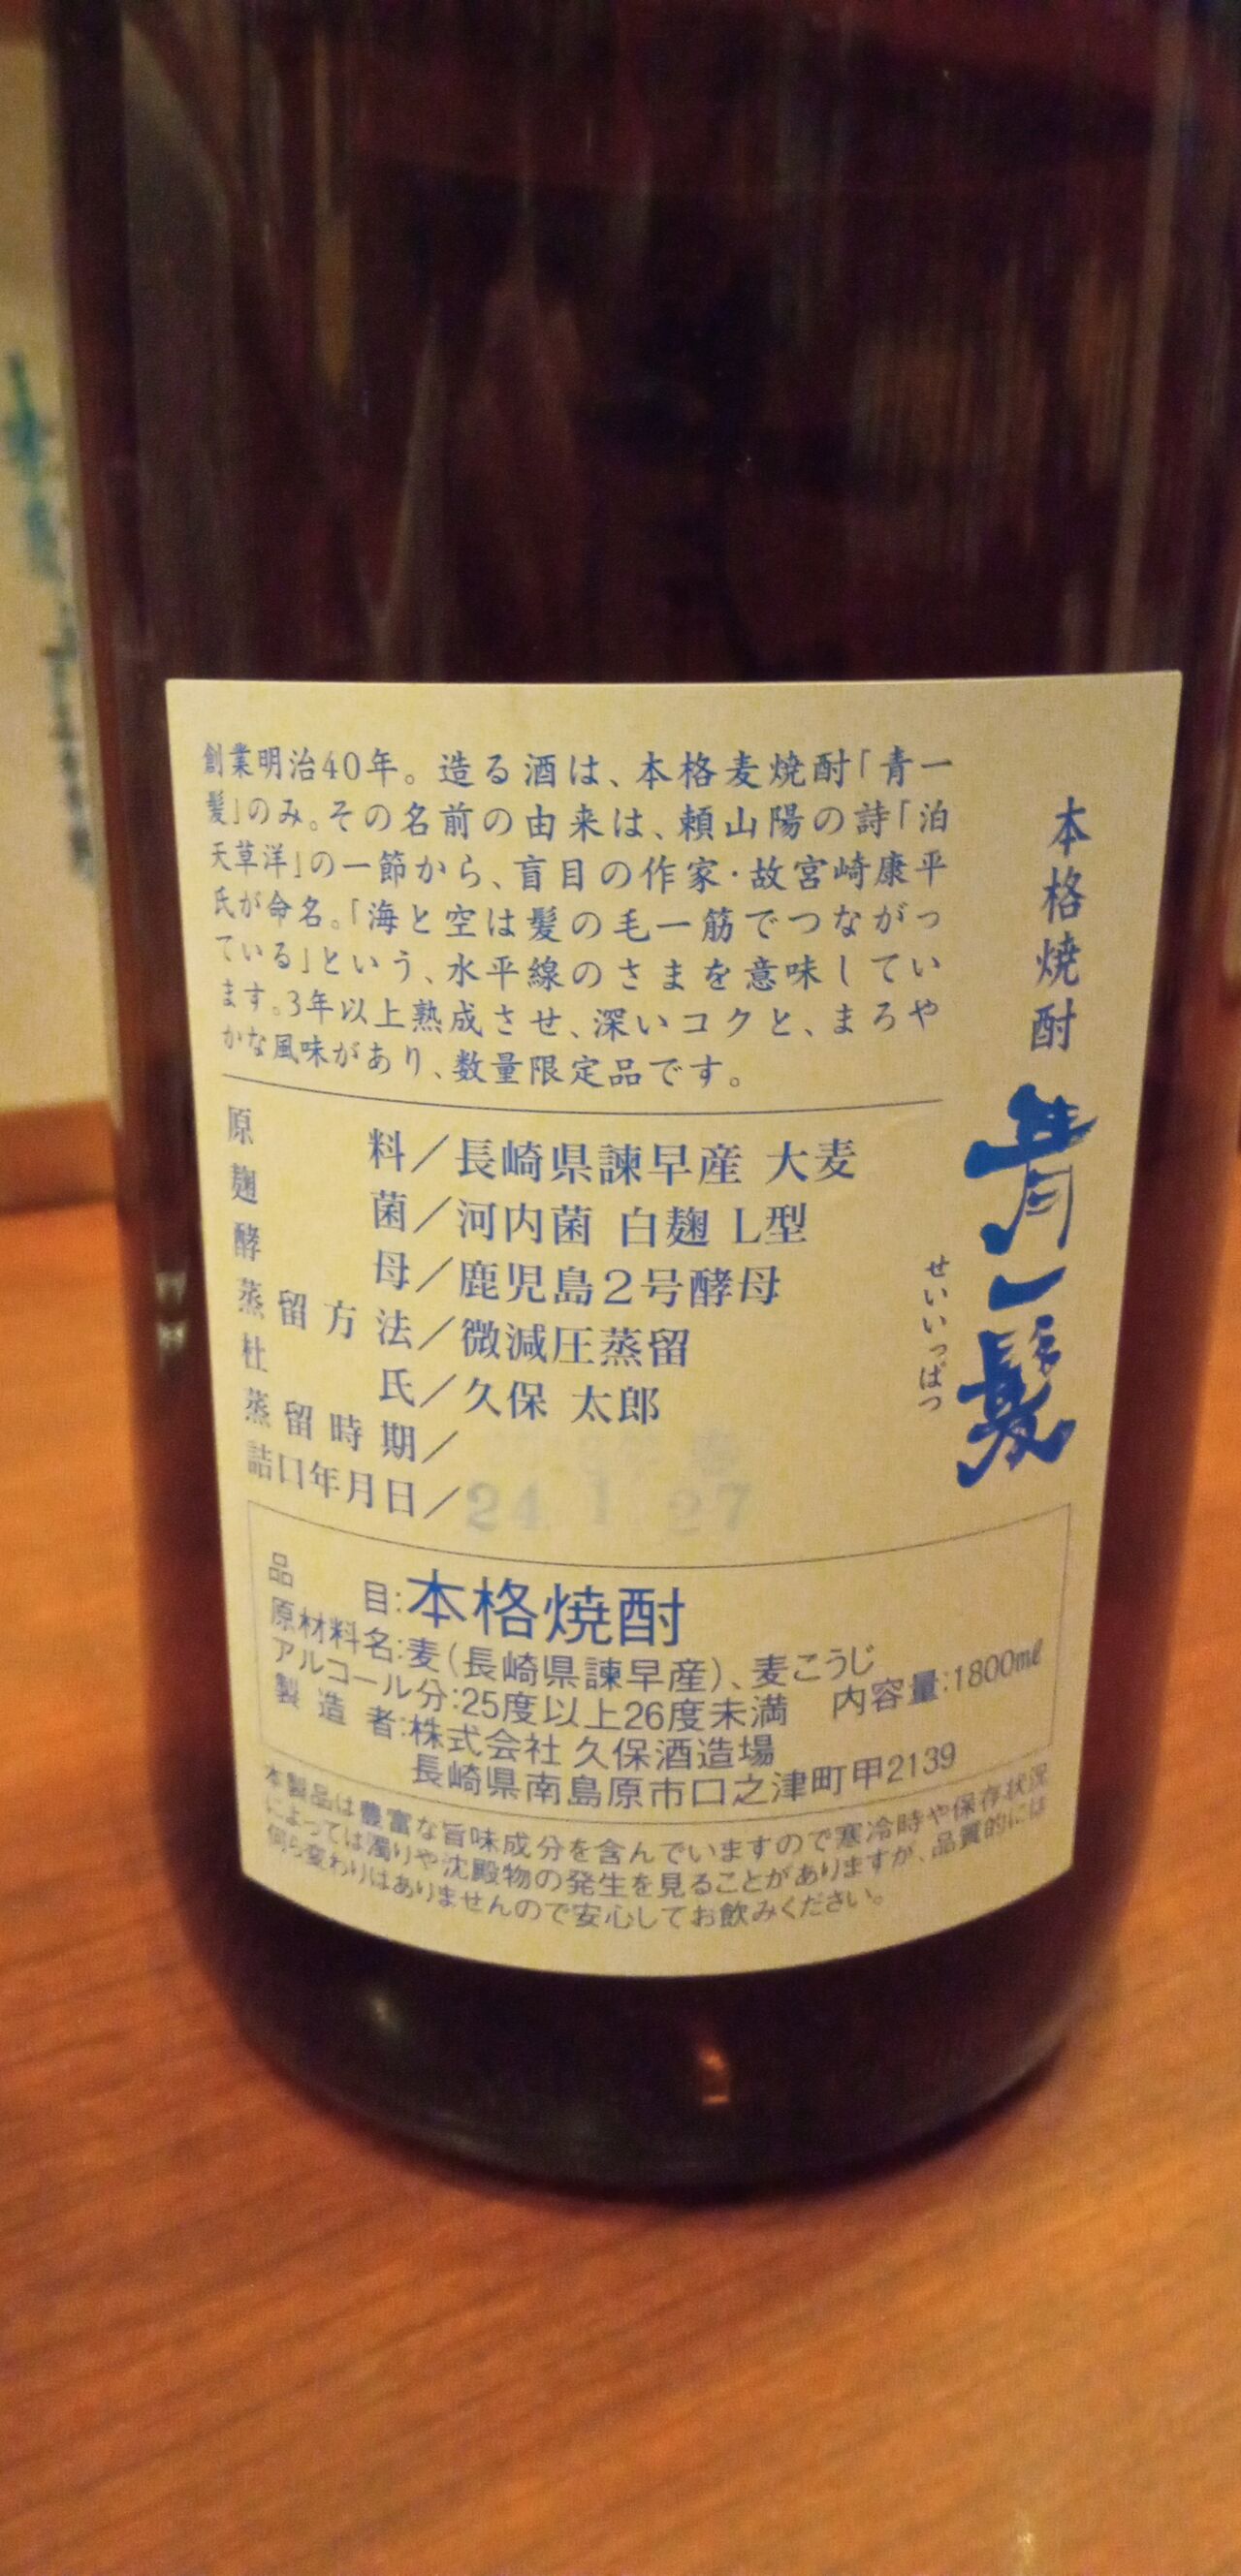 本格焼酎
青一髪
せいいっぱつ
創業明治40年。造る酒は、本格麦焼酎「青一
髪」のみ。その名前の由来は、頼山陽の詩「泊
天草洋」の一節から、盲目の作家・故宮崎康平
氏が命名。「海と空は髪の毛一筋でつながっ
ている」という、水平線のさまを意味してい
ます。3年以上熟成させ、深いコクと、まろや
かな風味があり、数量限定品です。
原料／長崎県諫早産 大麦
麹菌／河内菌 白麹 L型
酵母／鹿児島2号酵母
蒸留方法／微減圧蒸留
杜氏／久保 太郎
蒸留時期／
詰口年月日／24 1 27
品目:本格焼酎
原材料名:麦(長崎県諫早産)、麦こうじ
アルコール分:25度以上26度未満 内容量:1800㎖
製造者:株式会社 久保酒造場
長崎県南島原市口之津町甲2139
本製品は豊富な旨味成分を含んでいますので寒冷時や保存状況
によっては濁りや沈殿物の発生を見ることがありますが、品質的には
何ら変わりはありませんので安心してお飲みください。